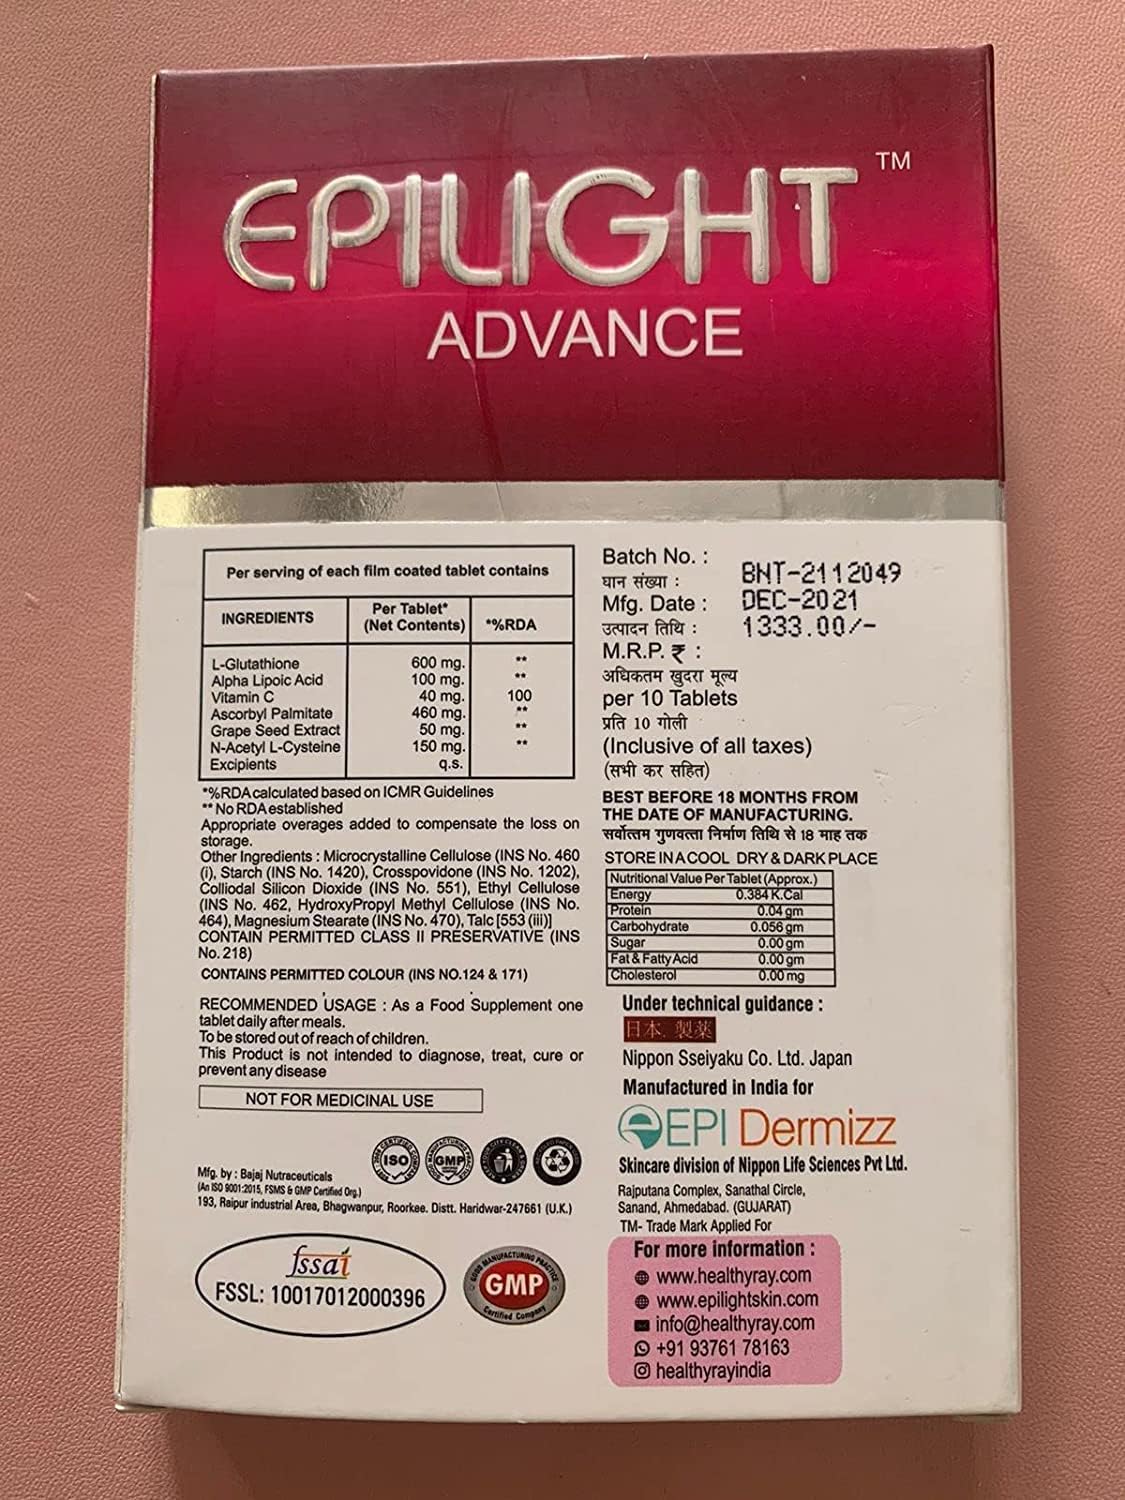 EPILIGHT™
ADVANCE
Per serving of each film coated tablet contains
INGREDIENTS Per Tablet* (Net Contents) *%RDA
L-Glutathione 600 mg. **
Alpha Lipoic Acid 100 mg. **
Vitamin C 40 mg. 100
Ascorbyl Palmitate 460 mg. **
Grape Seed Extract 50 mg. **
N-Acetyl L-Cysteine 150 mg. **
Excipients q.s.
*%RDA calculated based on ICMR Guidelines
** No RDA established
Appropriate overages added to compensate the loss on
storage.
Other Ingredients : Microcrystalline Cellulose (INS No. 460
(i), Starch (INS No. 1420), Crosspovidone (INS No. 1202),
Colliodal Silicon Dioxide (INS No. 551), Ethyl Cellulose
(INS No. 462, HydroxyPropyl Methyl Cellulose (INS No.
464), Magnesium Stearate (INS No. 470), Talc [553 (iii)]
CONTAIN PERMITTED CLASS II PRESERVATIVE (INS
No. 218)
CONTAINS PERMITTED COLOUR (INS NO.124 & 171)
RECOMMENDED USAGE : As a Food Supplement one
tablet daily after meals.
To be stored out of reach of children.
This Product is not intended to diagnose, treat, cure or
prevent any disease
NOT FOR MEDICINAL USE
ISO
GMP
Mfg. by : Bajaj Nutraceuticals
(An ISO 9001:2015, FSMS & GMP Certified Org.)
193, Raipur industrial Area, Bhagwanpur, Roorkee. Distt. Haridwar-247661 (U.K.)
fssai
FSSL: 10017012000396
GOOD MANUFACTURING PRACTICE
GMP
Certified Company
Batch No. : BNT-2112049
घान संख्या :
Mfg. Date : DEC-2021
उत्पादन तिथि : 1333.00/-
M.R.P. ₹ :
अधिकतम खुदरा मूल्य
per 10 Tablets
प्रति 10 गोली
(Inclusive of all taxes)
(सभी कर सहित)
BEST BEFORE 18 MONTHS FROM
THE DATE OF MANUFACTURING.
सर्वोत्तम गुणवत्ता निर्माण तिथि से 18 माह तक
STORE IN A COOL DRY & DARK PLACE
Nutritional Value Per Tablet (Approx.)
Energy 0.384 K.Cal
Protein 0.04 gm
Carbohydrate 0.056 gm
Sugar 0.00 gm
Fat & Fatty Acid 0.00 gm
Cholesterol 0.00 mg
Under technical guidance :
日本. 製薬
Nippon Sseiyaku Co. Ltd. Japan
Manufactured in India for
EPI Dermizz
Skincare division of Nippon Life Sciences Pvt Ltd.
Rajputana Complex, Sanathal Circle,
Sanand, Ahmedabad. (GUJARAT)
TM- Trade Mark Applied For
For more information :
www.healthyray.com
www.epilightskin.com
info@healthyray.com
+91 93761 78163
healthyrayindia